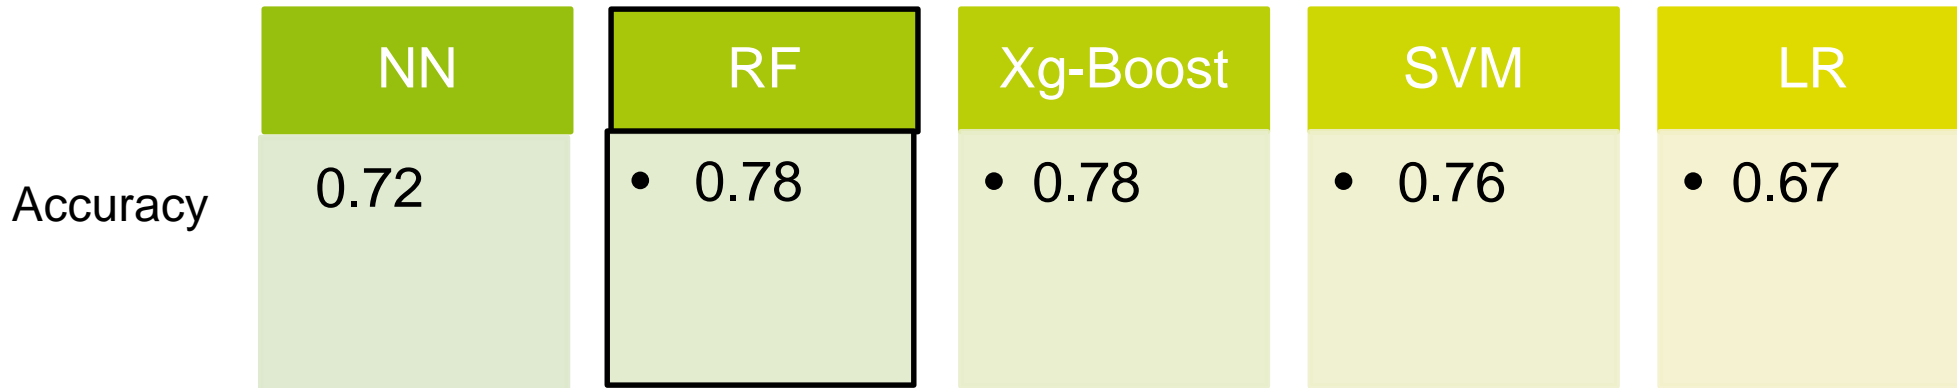 NN RF Xg-Boost SVM LR
Accuracy 0.72 • 0.78 • 0.78 • 0.76 • 0.67